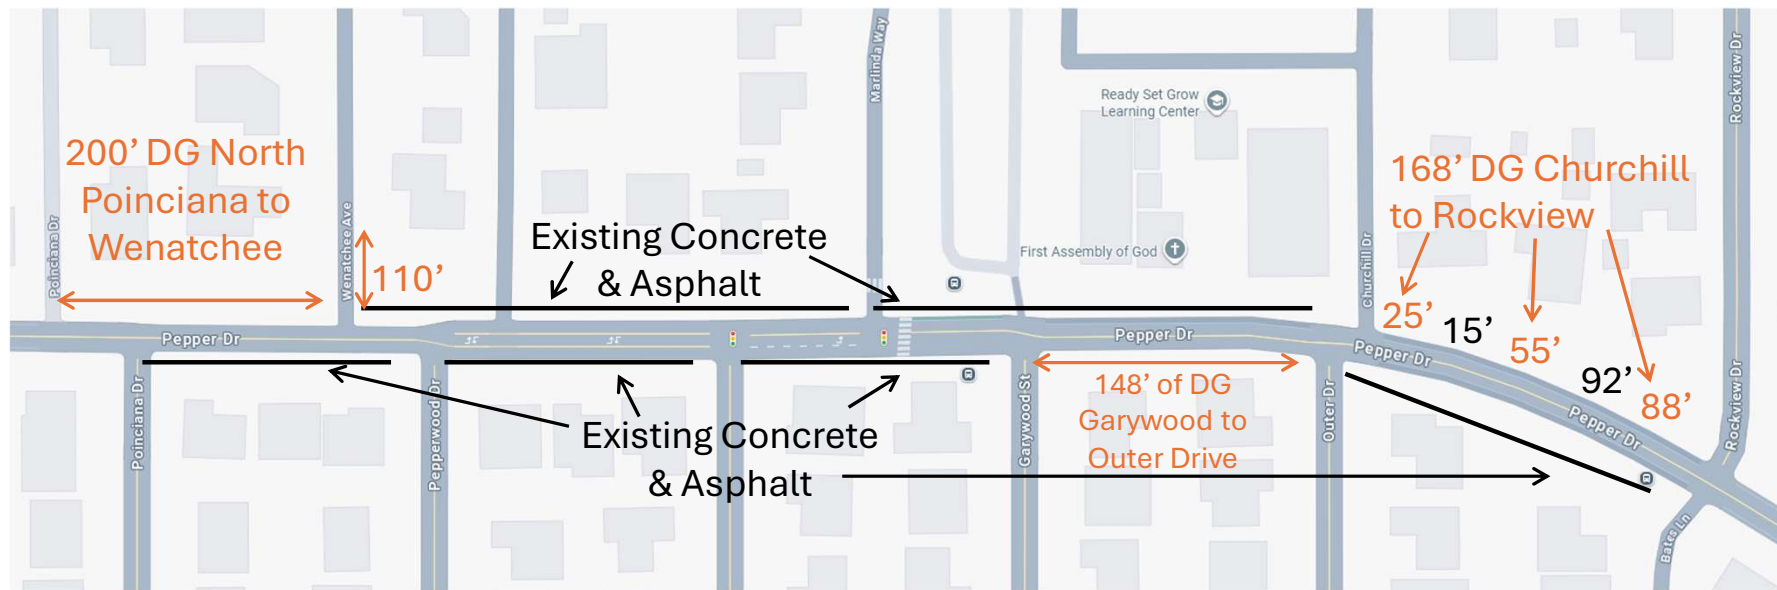 Marlinda Way
Rockview Dr
Ready Set Grow
Learning Center
200’ DG North
Poinciana to
Wenatchee
168’ DG Churchill
to Rockview
Poinciana Dr
Wenatchee Ave
110’
Existing Concrete
& Asphalt
First Assembly of God
Churchill Dr
25’
15’
55’
92’
88’
Pepper Dr
Pepper Dr
Pepper Dr
Pepper Dr
148’ of DG
Garywood to
Outer Drive
Poinciana Dr
Pepperwood Dr
Existing Concrete
& Asphalt
Garywood St
Outer Dr
Rockview Dr
Bates Ln